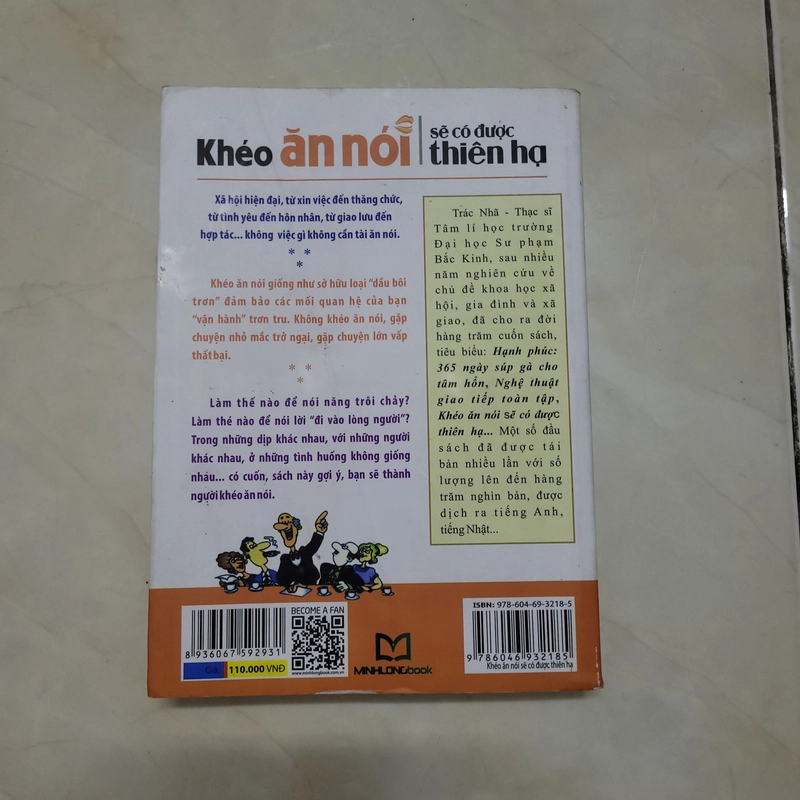 Khéo ăn nói sẽ có được
thiên hạ
Xã hội hiện đại, từ xin việc đến thăng chức,
từ tình yêu đến hôn nhân, từ giao lưu đến
hợp tác... không việc gì không cần tài ăn nói.
* *
*
Khéo ăn nói giống như sở hữu loại "dầu bôi
trơn" đảm bảo các mối quan hệ của bạn
"vận hành" trơn tru. Không khéo ăn nói, gặp
chuyện nhỏ mắc trở ngại, gặp chuyện lớn vấp
thất bại.
* *
*
Làm thế nào để nói năng trôi chảy?
Làm thé nào để nói lời "đi vào lòng người"?
Trong những dịp khác nhau, với những người
khác nhau, ở những tình huống không giống
nhau... có cuốn, sách này gợi ý, bạn sẽ thành
người khéo ăn nói.
Trác Nhã - Thạc sĩ
Tâm lí học trường
Đại học Sư phạm
Bắc Kinh, sau nhiều
năm nghiên cứu về
chủ đề khoa học xã
hội, gia đình và xã
giao, đã cho ra đời
hàng trăm cuốn sách,
tiêu biểu: Hạnh phúc:
365 ngày súp gà cho
tâm hồn, Nghệ thuật
giao tiếp toàn tập,
Khéo ăn nói sẽ có được
thiên hạ... Một số đầu
sách đã được tái
bản nhiều lần với số
lượng lên đến hàng
trăm nghìn bản, được
dịch ra tiếng Anh,
tiếng Nhật...
8 936067 592931
Giá: 110.000 VNĐ
BECOME A FAN
www.minhlongbook.com.vn
MINHLONGbook
ISBN: 978-604-69-3218-5
9 786046 932185
Khéo ăn nói sẽ có được thiên hạ